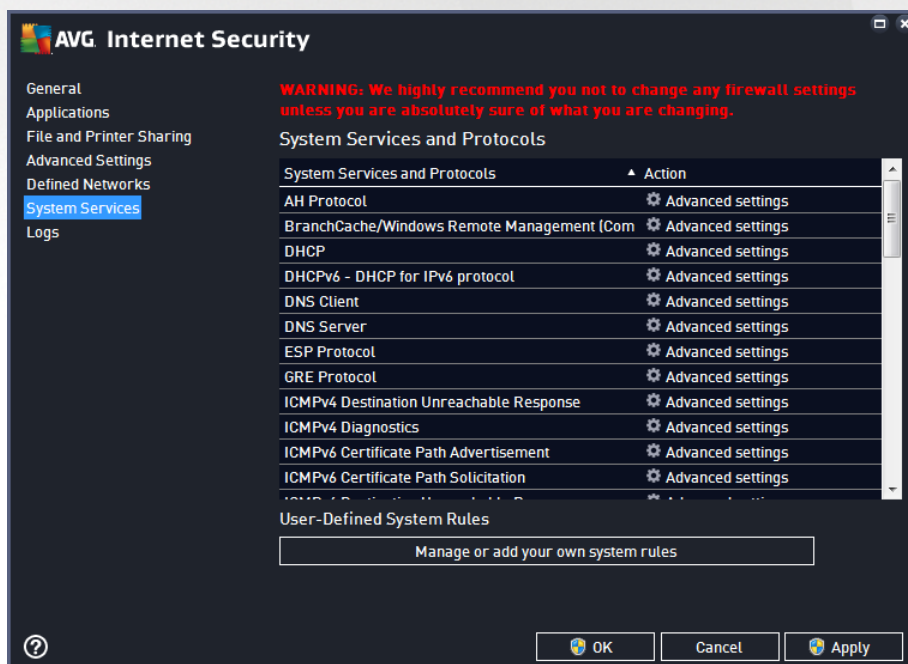 AVG Internet Security
General
Applications
File and Printer Sharing
Advanced Settings
Defined Networks
System Services
Logs
WARNING: We highly recommend you not to change any firewall settings
unless you are absolutely sure of what you are changing.
System Services and Protocols
System Services and Protocols Action
AH Protocol Advanced settings
BranchCache/Windows Remote Management (Com Advanced settings
DHCP Advanced settings
DHCPv6 - DHCP for IPv6 protocol Advanced settings
DNS Client Advanced settings
DNS Server Advanced settings
ESP Protocol Advanced settings
GRE Protocol Advanced settings
ICMPv4 Destination Unreachable Response Advanced settings
ICMPv4 Diagnostics Advanced settings
ICMPv6 Certificate Path Advertisement Advanced settings
ICMPv6 Certificate Path Solicitation Advanced settings
User-Defined System Rules
Manage or add your own system rules
? OK Cancel Apply